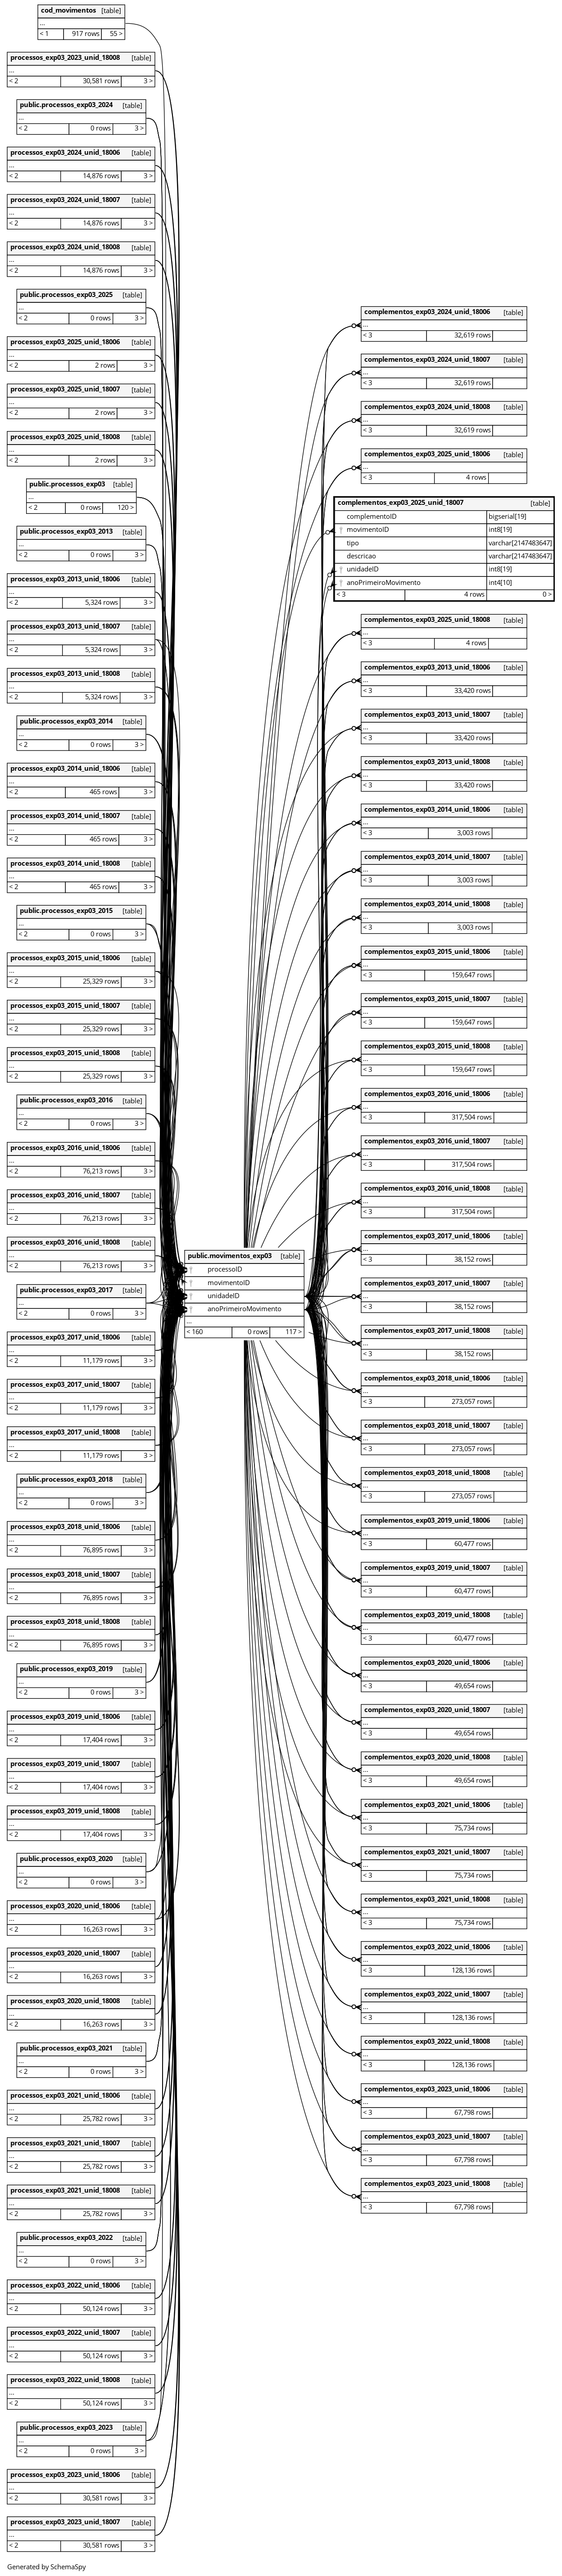 cod_movimentos [table]
...
< 1 917 rows 55 >
processos_exp03_2023_unid_18008 [table]
...
< 2 30,581 rows 3 >
public.processos_exp03_2024 [table]
...
< 2 0 rows 3 >
processos_exp03_2024_unid_18006 [table]
...
< 2 14,876 rows 3 >
processos_exp03_2024_unid_18007 [table]
...
< 2 14,876 rows 3 >
processos_exp03_2024_unid_18008 [table]
...
< 2 14,876 rows 3 >
public.processos_exp03_2025 [table]
...
< 2 0 rows 3 >
processos_exp03_2025_unid_18006 [table]
...
< 2 2 rows 3 >
processos_exp03_2025_unid_18007 [table]
...
< 2 2 rows 3 >
processos_exp03_2025_unid_18008 [table]
...
< 2 2 rows 3 >
public.processos_exp03 [table]
...
< 2 0 rows 120 >
public.processos_exp03_2013 [table]
...
< 2 0 rows 3 >
processos_exp03_2013_unid_18006 [table]
...
< 2 5,324 rows 3 >
processos_exp03_2013_unid_18007 [table]
...
< 2 5,324 rows 3 >
processos_exp03_2013_unid_18008 [table]
...
< 2 5,324 rows 3 >
public.processos_exp03_2014 [table]
...
< 2 0 rows 3 >
processos_exp03_2014_unid_18006 [table]
...
< 2 465 rows 3 >
processos_exp03_2014_unid_18007 [table]
...
< 2 465 rows 3 >
processos_exp03_2014_unid_18008 [table]
...
< 2 465 rows 3 >
public.processos_exp03_2015 [table]
...
< 2 0 rows 3 >
processos_exp03_2015_unid_18006 [table]
...
< 2 25,329 rows 3 >
processos_exp03_2015_unid_18007 [table]
...
< 2 25,329 rows 3 >
processos_exp03_2015_unid_18008 [table]
...
< 2 25,329 rows 3 >
public.processos_exp03_2016 [table]
...
< 2 0 rows 3 >
processos_exp03_2016_unid_18006 [table]
...
< 2 76,213 rows 3 >
processos_exp03_2016_unid_18007 [table]
...
< 2 76,213 rows 3 >
processos_exp03_2016_unid_18008 [table]
...
< 2 76,213 rows 3 >
public.processos_exp03_2017 [table]
...
< 2 0 rows 3 >
processos_exp03_2017_unid_18006 [table]
...
< 2 11,179 rows 3 >
processos_exp03_2017_unid_18007 [table]
...
< 2 11,179 rows 3 >
processos_exp03_2017_unid_18008 [table]
...
< 2 11,179 rows 3 >
public.processos_exp03_2018 [table]
...
< 2 0 rows 3 >
processos_exp03_2018_unid_18006 [table]
...
< 2 76,895 rows 3 >
processos_exp03_2018_unid_18007 [table]
...
< 2 76,895 rows 3 >
processos_exp03_2018_unid_18008 [table]
...
< 2 76,895 rows 3 >
public.processos_exp03_2019 [table]
...
< 2 0 rows 3 >
processos_exp03_2019_unid_18006 [table]
...
< 2 17,404 rows 3 >
processos_exp03_2019_unid_18007 [table]
...
< 2 17,404 rows 3 >
processos_exp03_2019_unid_18008 [table]
...
< 2 17,404 rows 3 >
public.processos_exp03_2020 [table]
...
< 2 0 rows 3 >
processos_exp03_2020_unid_18006 [table]
...
< 2 16,263 rows 3 >
processos_exp03_2020_unid_18007 [table]
...
< 2 16,263 rows 3 >
processos_exp03_2020_unid_18008 [table]
...
< 2 16,263 rows 3 >
public.processos_exp03_2021 [table]
...
< 2 0 rows 3 >
processos_exp03_2021_unid_18006 [table]
...
< 2 25,782 rows 3 >
processos_exp03_2021_unid_18007 [table]
...
< 2 25,782 rows 3 >
processos_exp03_2021_unid_18008 [table]
...
< 2 25,782 rows 3 >
public.processos_exp03_2022 [table]
...
< 2 0 rows 3 >
processos_exp03_2022_unid_18006 [table]
...
< 2 50,124 rows 3 >
processos_exp03_2022_unid_18007 [table]
...
< 2 50,124 rows 3 >
processos_exp03_2022_unid_18008 [table]
...
< 2 50,124 rows 3 >
public.processos_exp03_2023 [table]
...
< 2 0 rows 3 >
processos_exp03_2023_unid_18006 [table]
...
< 2 30,581 rows 3 >
processos_exp03_2023_unid_18007 [table]
...
< 2 30,581 rows 3 >
public.movimentos_exp03 [table]
processoID
movimentoID
unidadeID
anoPrimeiroMovimento
...
< 160 0 rows 117 >
complementos_exp03_2024_unid_18006 [table]
...
< 3 32,619 rows
complementos_exp03_2024_unid_18007 [table]
...
< 3 32,619 rows
complementos_exp03_2024_unid_18008 [table]
...
< 3 32,619 rows
complementos_exp03_2025_unid_18006 [table]
...
< 3 4 rows
complementos_exp03_2025_unid_18007 [table]
complementoID bigserial[19]
movimentoID int8[19]
tipo varchar[2147483647]
descricao varchar[2147483647]
unidadeID int8[19]
anoPrimeiroMovimento int4[10]
< 3 4 rows 0 >
complementos_exp03_2025_unid_18008 [table]
...
< 3 4 rows
complementos_exp03_2013_unid_18006 [table]
...
< 3 33,420 rows
complementos_exp03_2013_unid_18007 [table]
...
< 3 33,420 rows
complementos_exp03_2013_unid_18008 [table]
...
< 3 33,420 rows
complementos_exp03_2014_unid_18006 [table]
...
< 3 3,003 rows
complementos_exp03_2014_unid_18007 [table]
...
< 3 3,003 rows
complementos_exp03_2014_unid_18008 [table]
...
< 3 3,003 rows
complementos_exp03_2015_unid_18006 [table]
...
< 3 159,647 rows
complementos_exp03_2015_unid_18007 [table]
...
< 3 159,647 rows
complementos_exp03_2015_unid_18008 [table]
...
< 3 159,647 rows
complementos_exp03_2016_unid_18006 [table]
...
< 3 317,504 rows
complementos_exp03_2016_unid_18007 [table]
...
< 3 317,504 rows
complementos_exp03_2016_unid_18008 [table]
...
< 3 317,504 rows
complementos_exp03_2017_unid_18006 [table]
...
< 3 38,152 rows
complementos_exp03_2017_unid_18007 [table]
...
< 3 38,152 rows
complementos_exp03_2017_unid_18008 [table]
...
< 3 38,152 rows
complementos_exp03_2018_unid_18006 [table]
...
< 3 273,057 rows
complementos_exp03_2018_unid_18007 [table]
...
< 3 273,057 rows
complementos_exp03_2018_unid_18008 [table]
...
< 3 273,057 rows
complementos_exp03_2019_unid_18006 [table]
...
< 3 60,477 rows
complementos_exp03_2019_unid_18007 [table]
...
< 3 60,477 rows
complementos_exp03_2019_unid_18008 [table]
...
< 3 60,477 rows
complementos_exp03_2020_unid_18006 [table]
...
< 3 49,654 rows
complementos_exp03_2020_unid_18007 [table]
...
< 3 49,654 rows
complementos_exp03_2020_unid_18008 [table]
...
< 3 49,654 rows
complementos_exp03_2021_unid_18006 [table]
...
< 3 75,734 rows
complementos_exp03_2021_unid_18007 [table]
...
< 3 75,734 rows
complementos_exp03_2021_unid_18008 [table]
...
< 3 75,734 rows
complementos_exp03_2022_unid_18006 [table]
...
< 3 128,136 rows
complementos_exp03_2022_unid_18007 [table]
...
< 3 128,136 rows
complementos_exp03_2022_unid_18008 [table]
...
< 3 128,136 rows
complementos_exp03_2023_unid_18006 [table]
...
< 3 67,798 rows
complementos_exp03_2023_unid_18007 [table]
...
< 3 67,798 rows
complementos_exp03_2023_unid_18008 [table]
...
< 3 67,798 rows
Generated by SchemaSpy